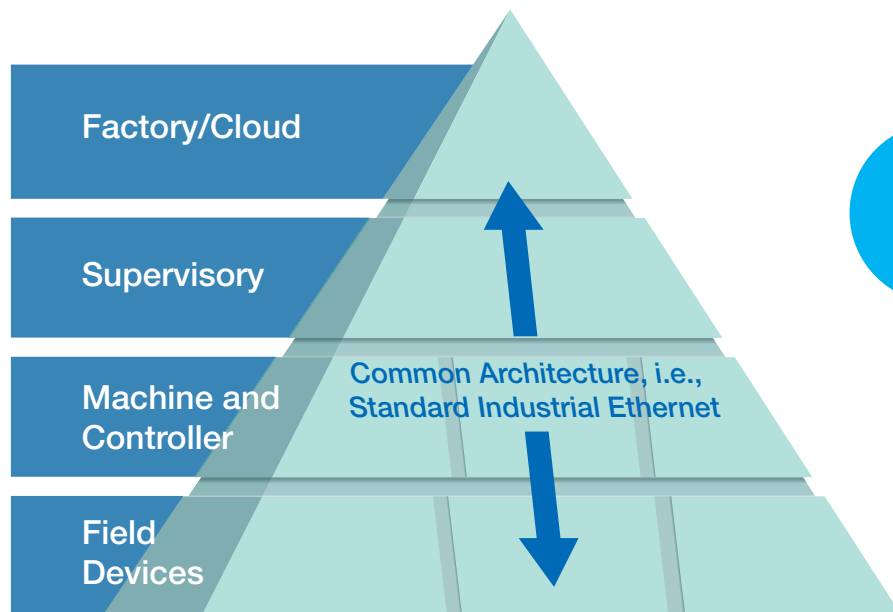 Factory/Cloud
Supervisory
Common Architecture, i.e.,
Standard Industrial Ethernet
Machine and
Controller
Field
Devices